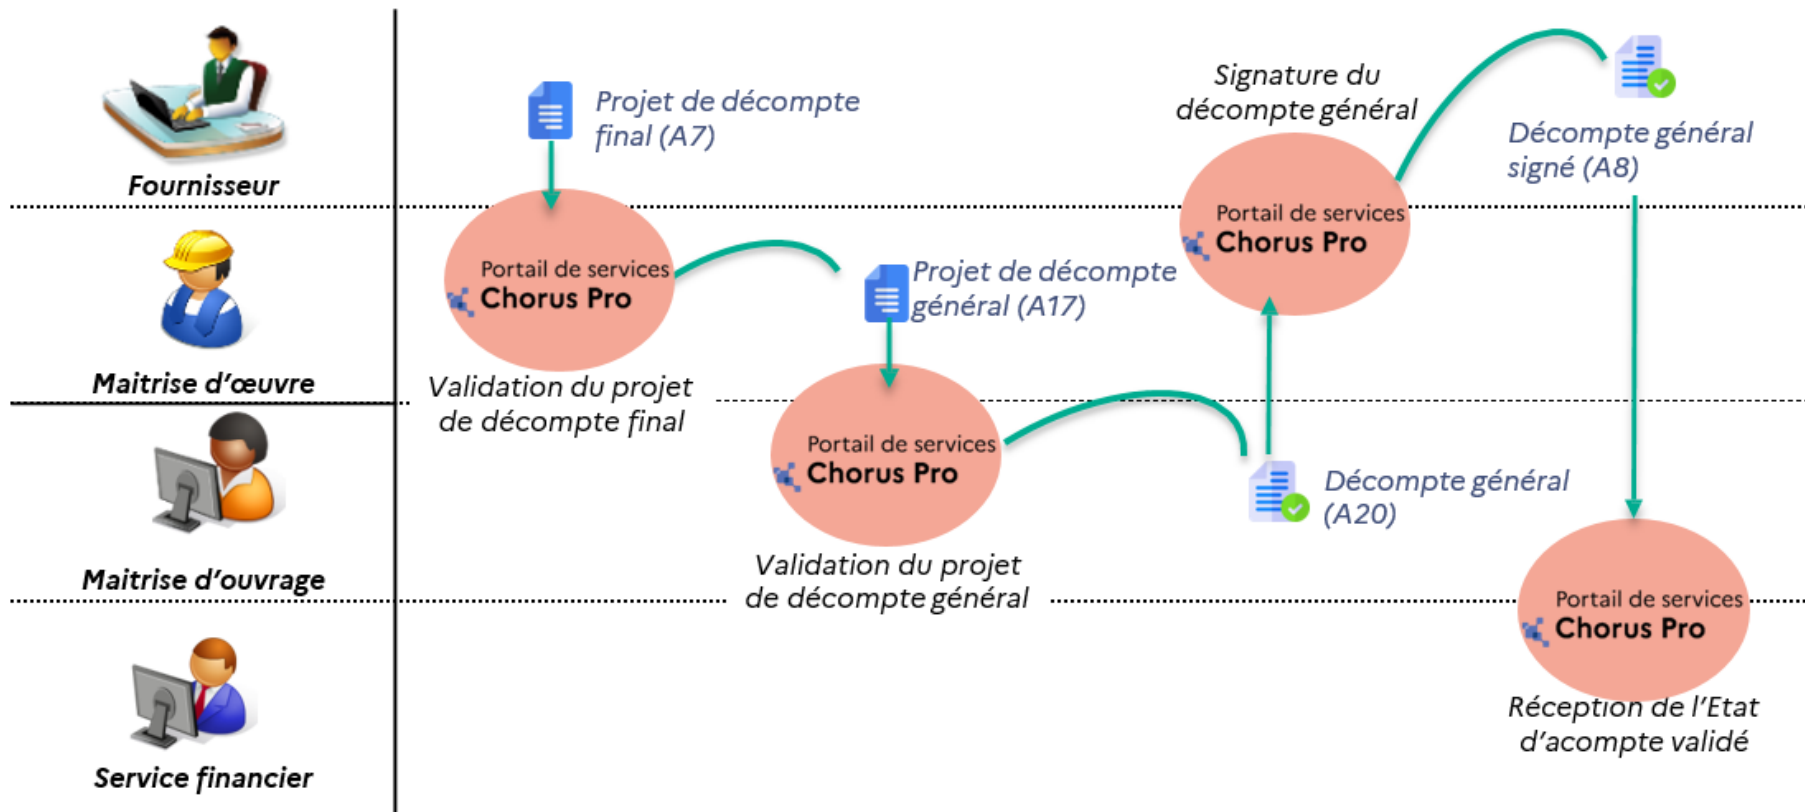 Fournisseur
Projet de décompte
final (A7)
Signature du
décompte général
Décompte général
signé (A8)
Portail de services
Chorus Pro
Maitrise d'œuvre
Portail de services
Chorus Pro
Validation du projet
de décompte final
Projet de décompte
général (A17)
Maitrise d'ouvrage
Portail de services
Chorus Pro
Validation du projet
de décompte général
Décompte général
(A20)
Service financier
Portail de services
Chorus Pro
Réception de l'Etat
d'acompte validé